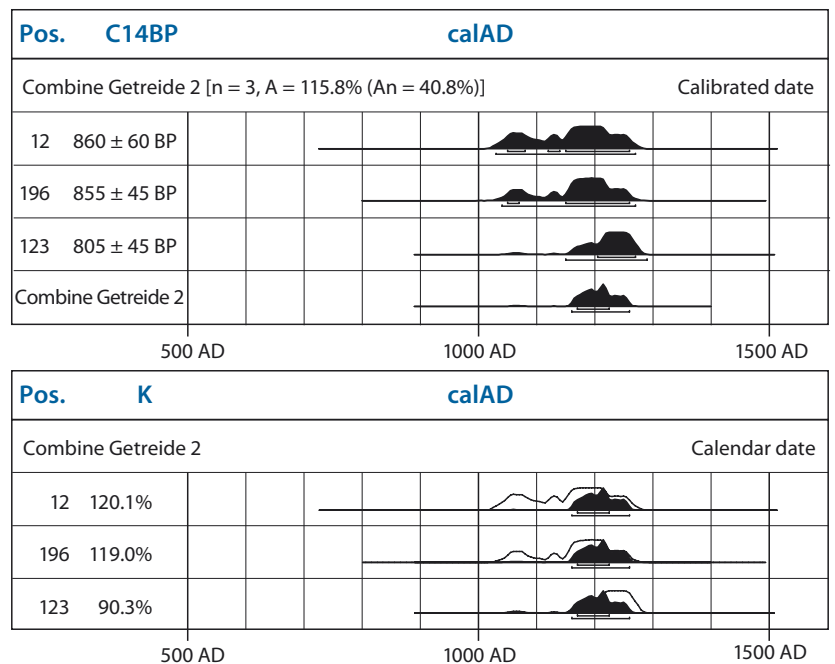 Pos. C14BP calAD
Combine Getreide 2 [n = 3, A = 115.8% (An = 40.8%)] Calibrated date
12 860 ± 60 BP
196 855 ± 45 BP
123 805 ± 45 BP
Combine Getreide 2
500 AD 1000 AD 1500 AD
Pos. K calAD
Combine Getreide 2 Calendar date
12 120.1%
196 119.0%
123 90.3%
500 AD 1000 AD 1500 AD